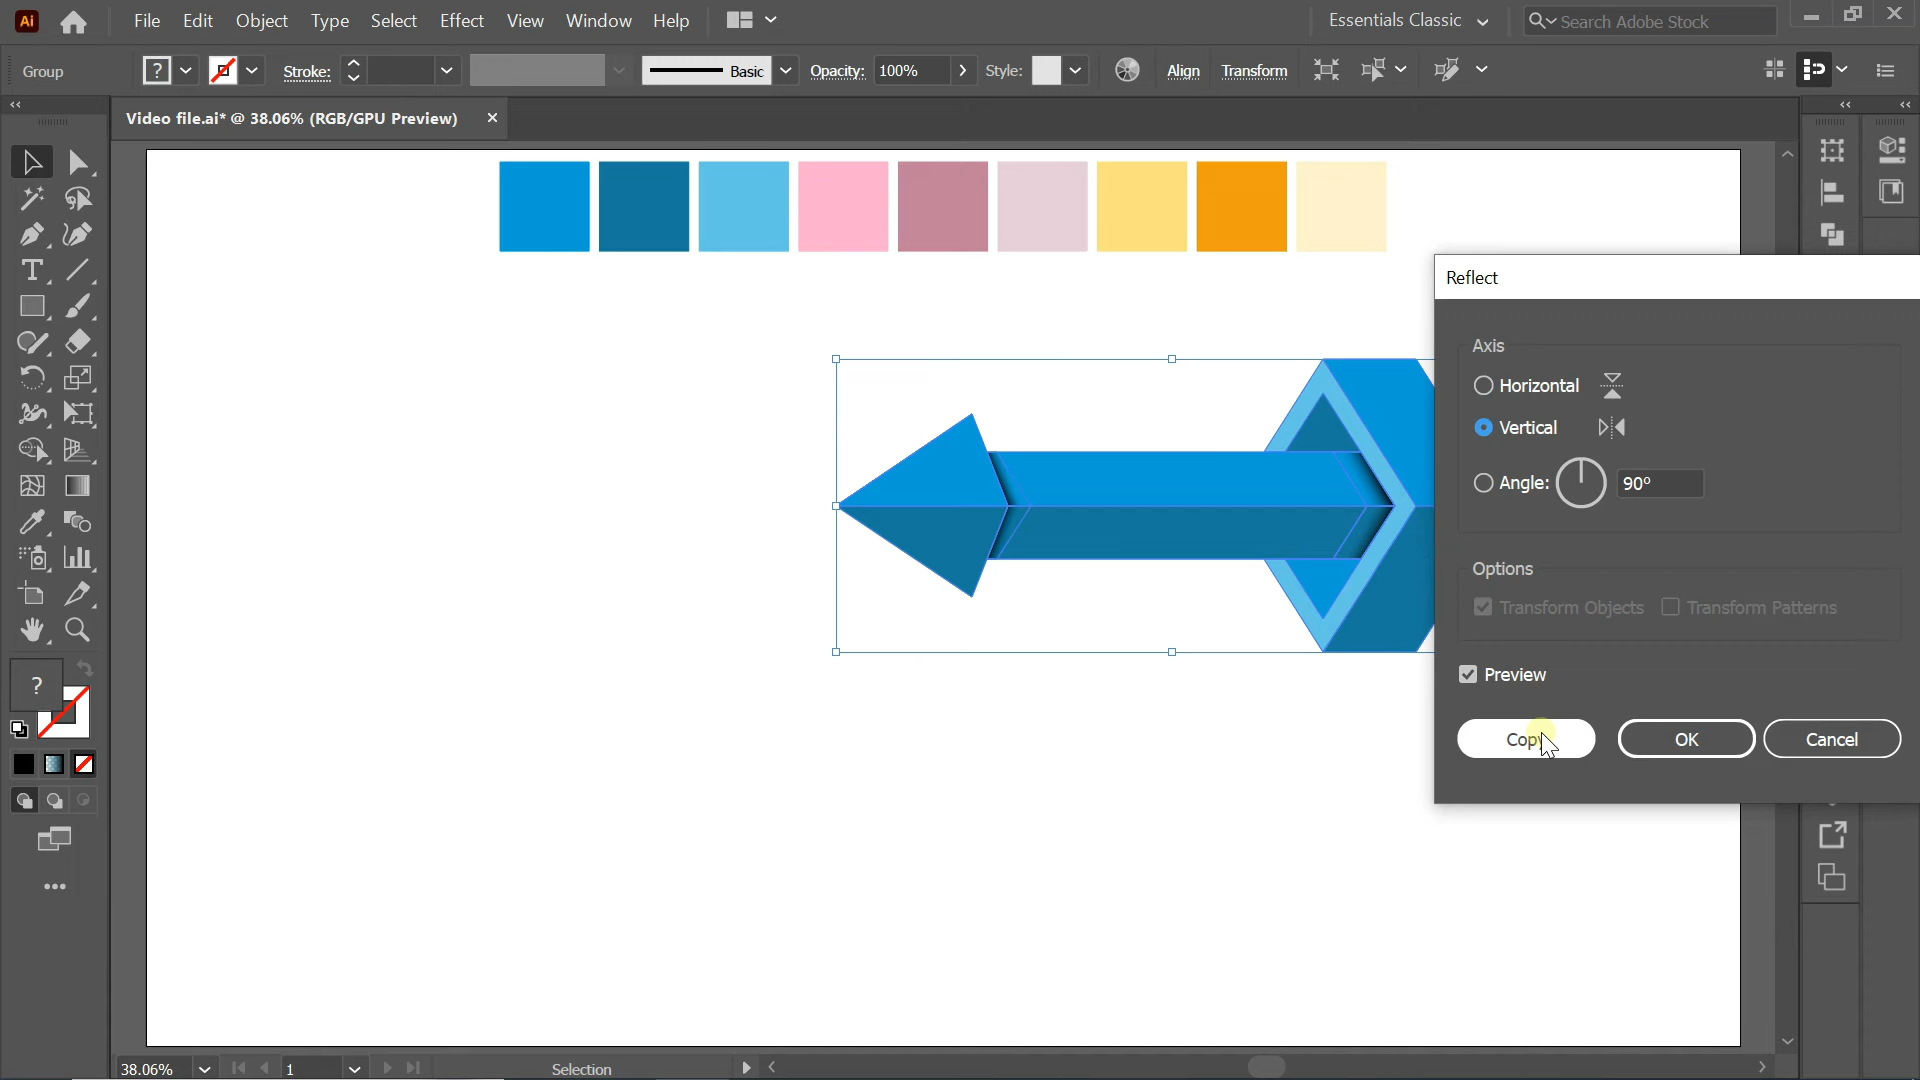 Ai File Edit Object Type Select Effect View Window Help Essentials Classic Search Adobe Stock
Group ? Stroke: Basic Opacity: 100% Style: Align Transform
Video file.ai* @ 38.06% (RGB/GPU Preview)
Reflect
Axis
Horizontal
Vertical
Angle: 90°
Options
Transform Objects Transform Patterns
Preview
Copy OK Cancel
T
?
38.06% 1 Selection